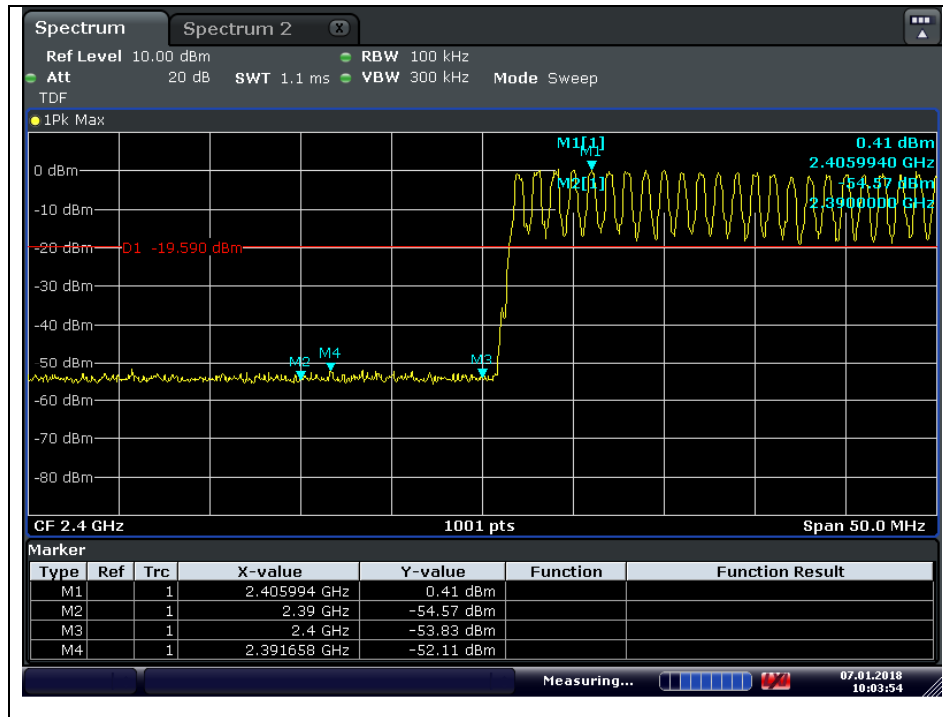 Spectrum Spectrum 2 X
Ref Level 10.00 dBm RBW 100 kHz
Att 20 dB SWT 1.1 ms VBW 300 kHz Mode Sweep
TDF
1Pk Max
M1[1] 0.41 dBm
M1 2.4059940 GHz
0 dBm
M2[1] -54.57 dBm
2.3900000 GHz
-10 dBm
-20 dBm D1 -19.590 dBm
-30 dBm
-40 dBm
-50 dBm M2 M4 M3
-60 dBm
-70 dBm
-80 dBm
CF 2.4 GHz 1001 pts Span 50.0 MHz
Marker
Type Ref Trc X-value Y-value Function Function Result
M1 1 2.405994 GHz 0.41 dBm
M2 1 2.39 GHz -54.57 dBm
M3 1 2.4 GHz -53.83 dBm
M4 1 2.391658 GHz -52.11 dBm
Measuring... 07.01.2018
10:03:54